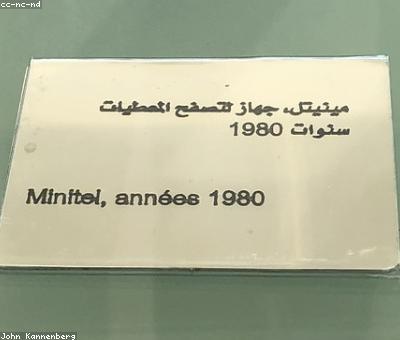 cc-nc-nd
مينيتل، جهاز لتصفح المعطيات
سنوات 1980
Minitel, années 1980
John Kannenberg